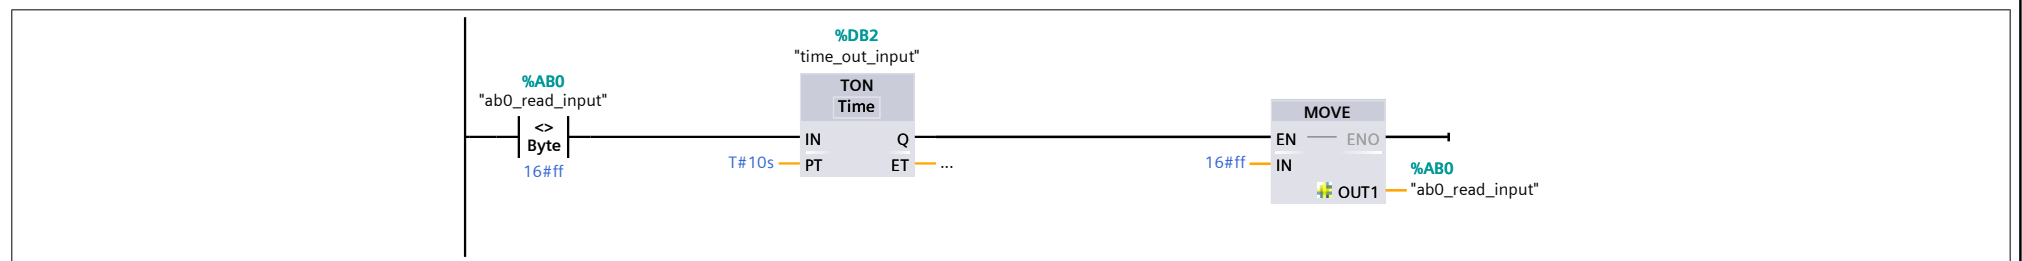 %DB2
"time_out_input"
%AB0
"ab0_read_input"
<>
Byte
16#ff
TON
Time
IN
Q
T#10s
PT
ET
...
MOVE
EN
ENO
16#ff
IN
OUT1
%AB0
"ab0_read_input"